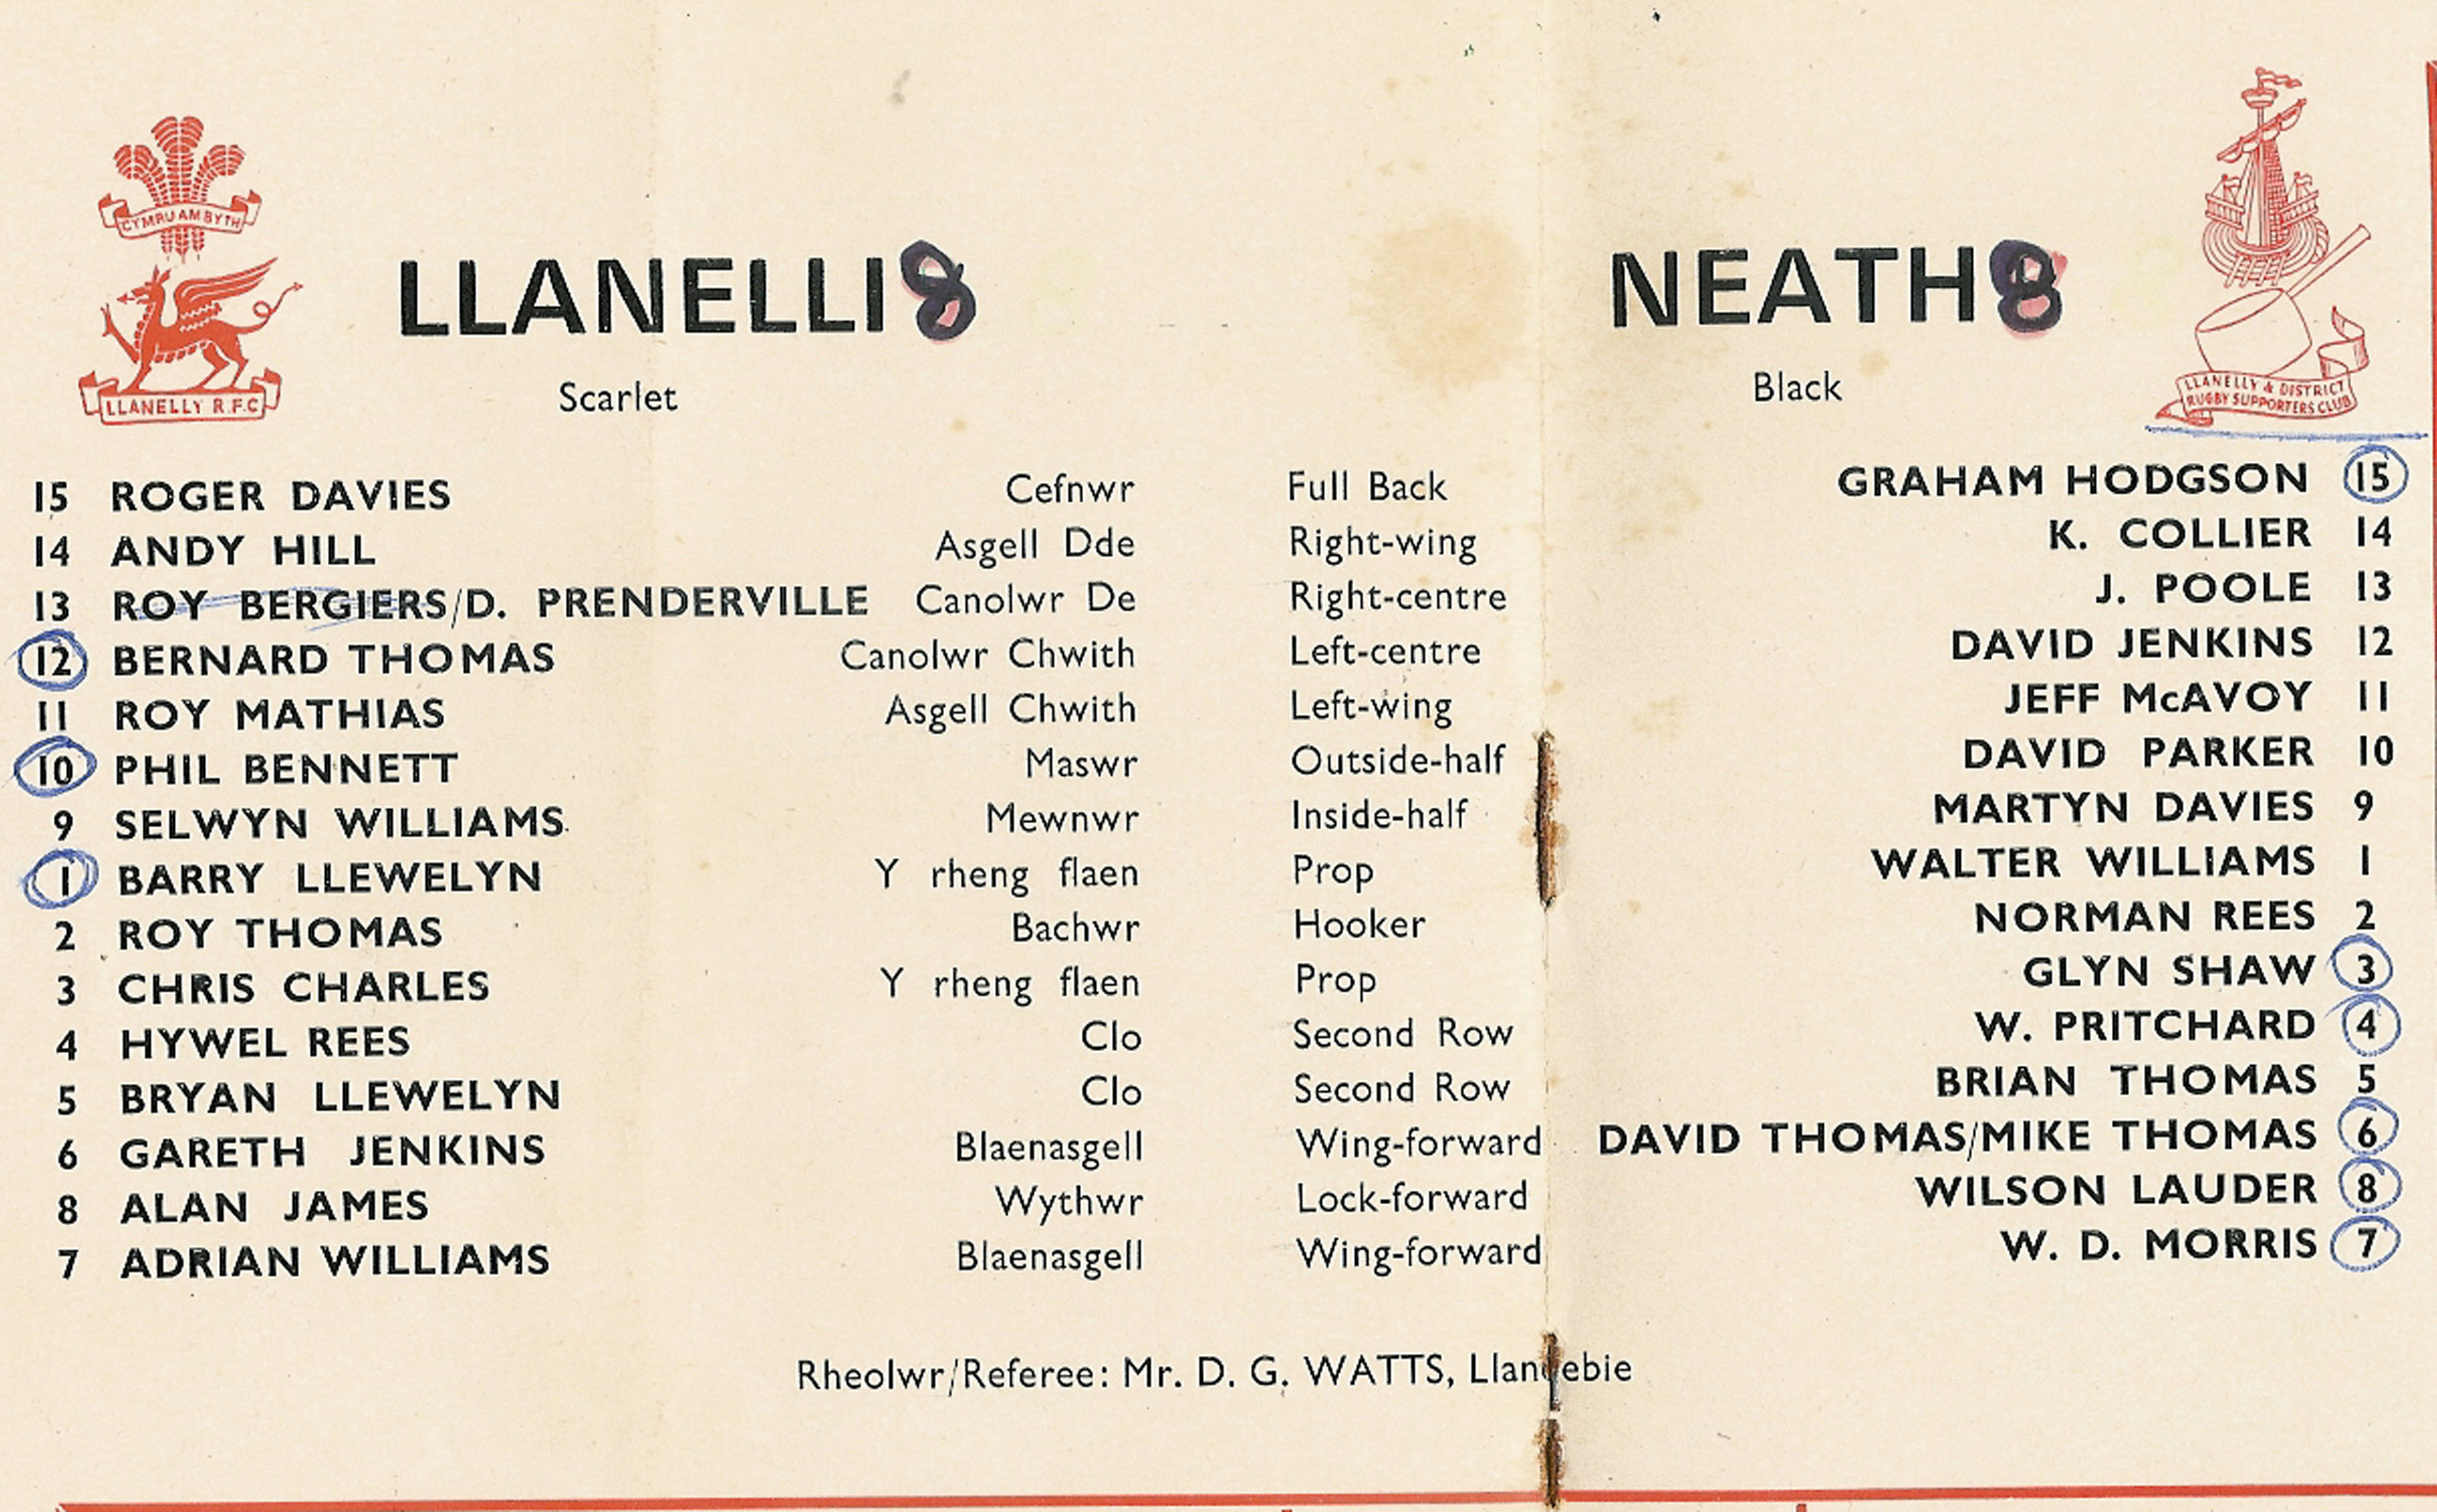 CYMRU AM BYTH
LLANELLY R.F.C
LLANELLI 8
NEATH 8
Scarlet
Black
LLANELLY & DISTRICT
RUGBY SUPPORTERS CLUB
15 ROGER DAVIES Cefnwr Full Back GRAHAM HODGSON 15
14 ANDY HILL Asgell Dde Right-wing K. COLLIER 14
13 ROY BERGIERS/D. PRENDERVILLE Canolwr De Right-centre J. POOLE 13
12 BERNARD THOMAS Canolwr Chwith Left-centre DAVID JENKINS 12
11 ROY MATHIAS Asgell Chwith Left-wing JEFF McAVOY 11
10 PHIL BENNETT Maswr Outside-half DAVID PARKER 10
9 SELWYN WILLIAMS Mewnwr Inside-half MARTYN DAVIES 9
1 BARRY LLEWELYN Y rheng flaen Prop WALTER WILLIAMS 1
2 ROY THOMAS Bachwr Hooker NORMAN REES 2
3 CHRIS CHARLES Y rheng flaen Prop GLYN SHAW 3
4 HYWEL REES Clo Second Row W. PRITCHARD 4
5 BRYAN LLEWELYN Clo Second Row BRIAN THOMAS 5
6 GARETH JENKINS Blaenasgell Wing-forward DAVID THOMAS/MIKE THOMAS 6
8 ALAN JAMES Wythwr Lock-forward WILSON LAUDER 8
7 ADRIAN WILLIAMS Blaenasgell Wing-forward W. D. MORRIS 7
Rheolwr/Referee: Mr. D. G. WATTS, Llandebie